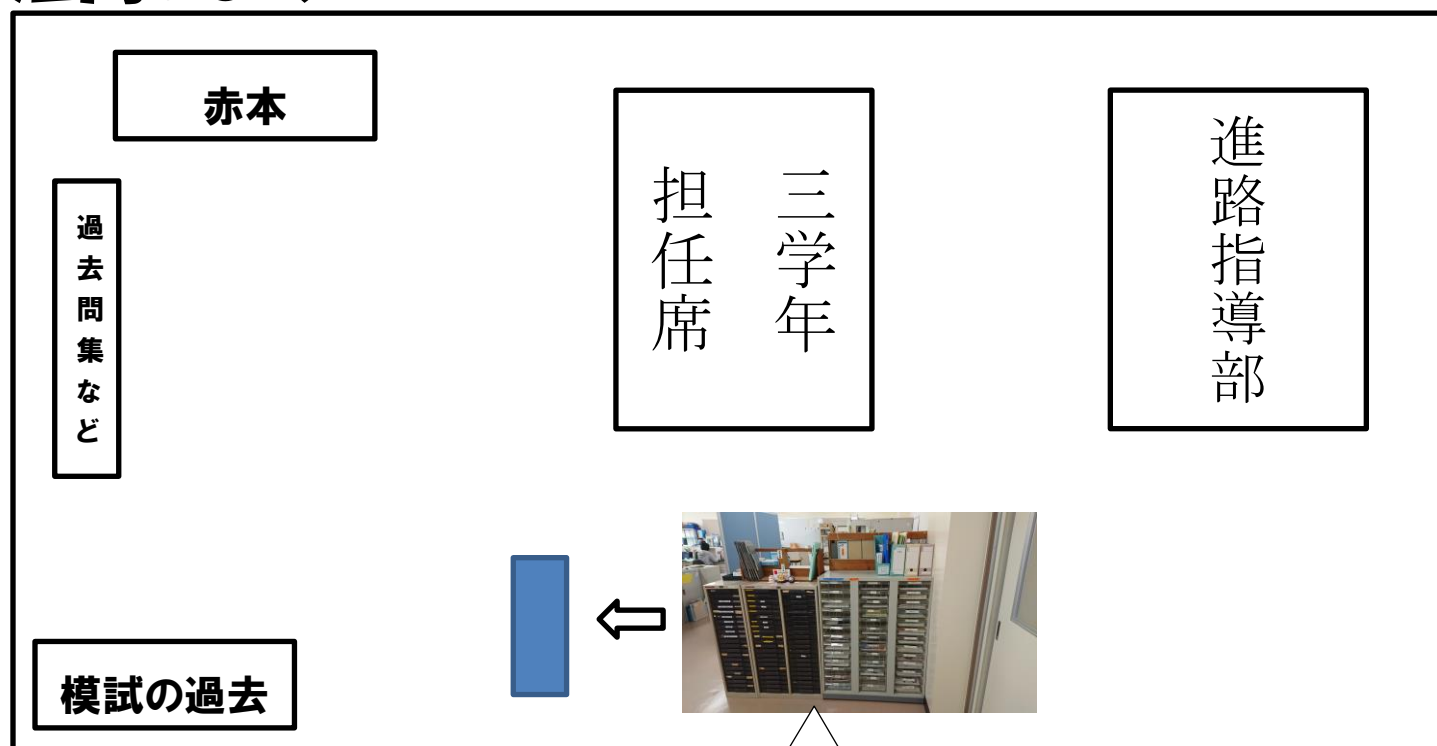 赤本
過去問集など
三学年
担任席
進路指導部
模試の過去